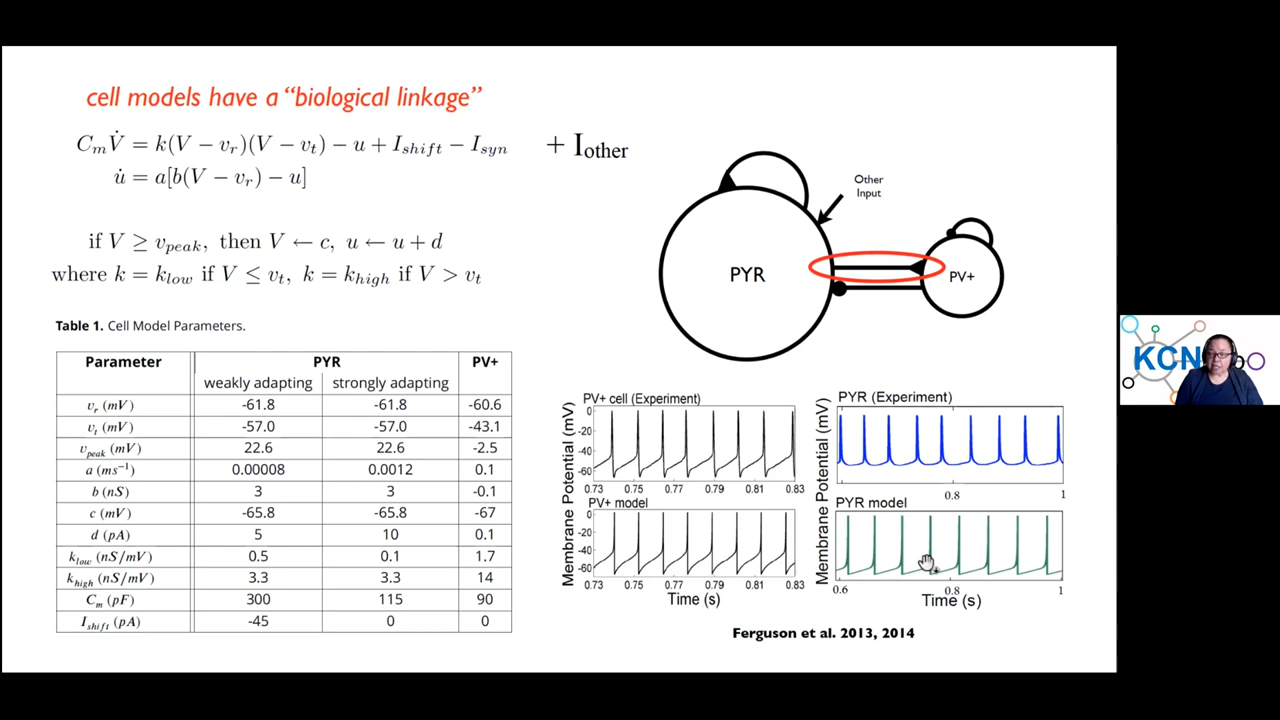 cell models have a “biological linkage”
C_m V̇ = k(V − v_r)(V − v_t) − u + I_shift − I_syn + I_other
u̇ = a[b(V − v_r) − u]
if V ≥ v_peak, then V ← c, u ← u + d
where k = k_low if V ≤ v_t, k = k_high if V > v_t
Table 1. Cell Model Parameters.
Parameter PYR PV+
weakly adapting strongly adapting
v_r (mV) -61.8 -61.8 -60.6
v_t (mV) -57.0 -57.0 -43.1
v_peak (mV) 22.6 22.6 -2.5
a (ms⁻¹) 0.00008 0.0012 0.1
b (nS) 3 3 -0.1
c (mV) -65.8 -65.8 -67
d (pA) 5 10 0.1
k_low (nS/mV) 0.5 0.1 1.7
k_high (nS/mV) 3.3 3.3 14
C_m (pF) 300 115 90
I_shift (pA) -45 0 0
Other
Input
PYR
PV+
PV+ cell (Experiment)
0
-20
-40
-60
0.73 0.75 0.77 0.79 0.81 0.83
PV+ model
0
-20
-40
-60
0.73 0.75 0.77 0.79 0.81 0.83
Time (s)
Membrane Potential (mV)
PYR (Experiment)
0.8 1
PYR model
0.6 0.8 1
Time (s)
Membrane Potential (mV)
Ferguson et al. 2013, 2014
KCN